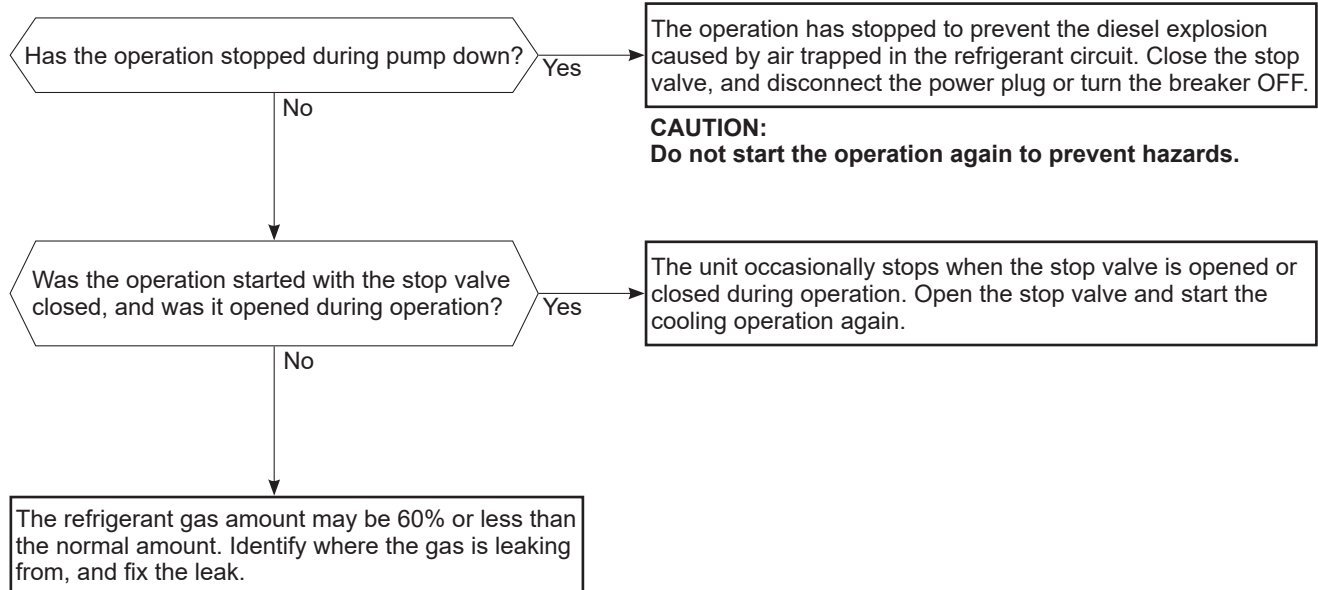 Has the operation stopped during pump down?
Yes
The operation has stopped to prevent the diesel explosion
caused by air trapped in the refrigerant circuit. Close the stop
valve, and disconnect the power plug or turn the breaker OFF.
CAUTION:
Do not start the operation again to prevent hazards.
No
Was the operation started with the stop valve
closed, and was it opened during operation?
Yes
The unit occasionally stops when the stop valve is opened or
closed during operation. Open the stop valve and start the
cooling operation again.
No
The refrigerant gas amount may be 60% or less than
the normal amount. Identify where the gas is leaking
from, and fix the leak.